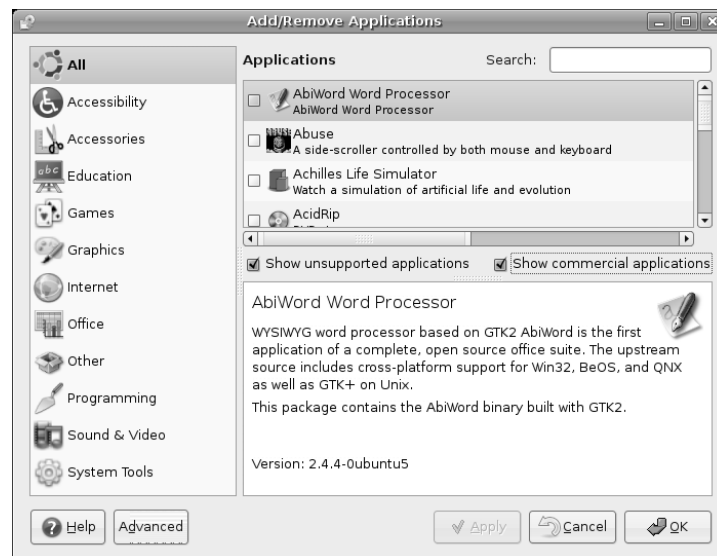 Add/Remove Applications
All
Accessibility
Accessories
Education
Games
Graphics
Internet
Office
Other
Programming
Sound & Video
System Tools
Applications
Search:
AbiWord Word Processor
AbiWord Word Processor
Abuse
A side-scroller controlled by both mouse and keyboard
Achilles Life Simulator
Watch a simulation of artificial life and evolution
AcidRip
Show unsupported applications
Show commercial applications
AbiWord Word Processor
WYSIWYG word processor based on GTK2 AbiWord is the first
application of a complete, open source office suite. The upstream
source includes cross-platform support for Win32, BeOS, and QNX
as well as GTK+ on Unix.
This package contains the AbiWord binary built with GTK2.
Version: 2.4.4-0ubuntu5
Help
Advanced
Apply
Cancel
OK